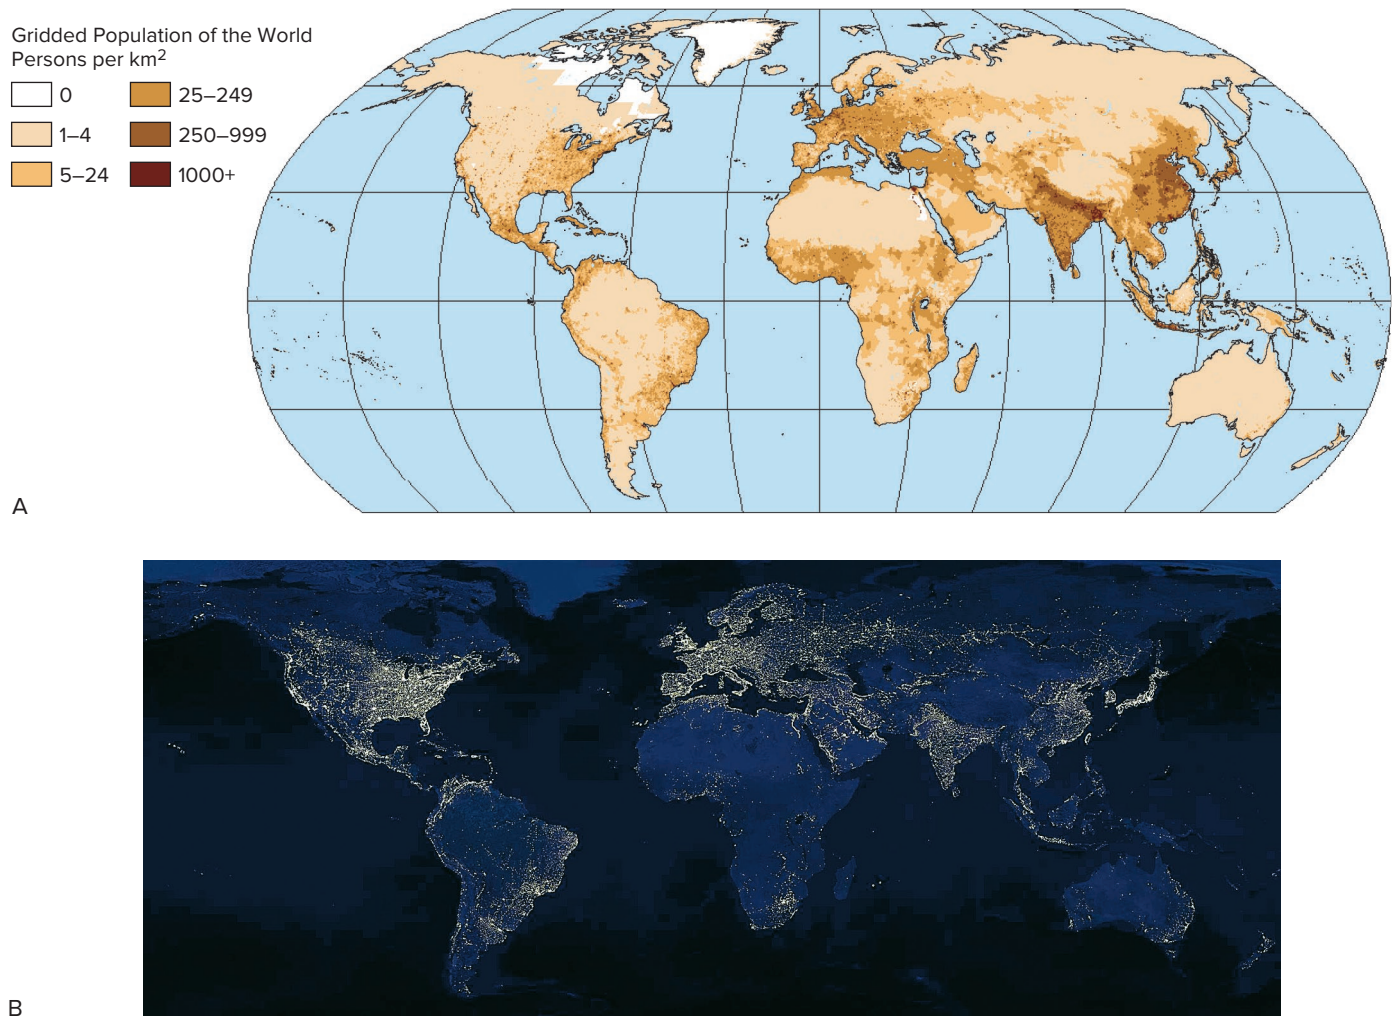 Gridded Population of the World
Persons per km²
0
25–249
1–4
250–999
5–24
1000+
A
B